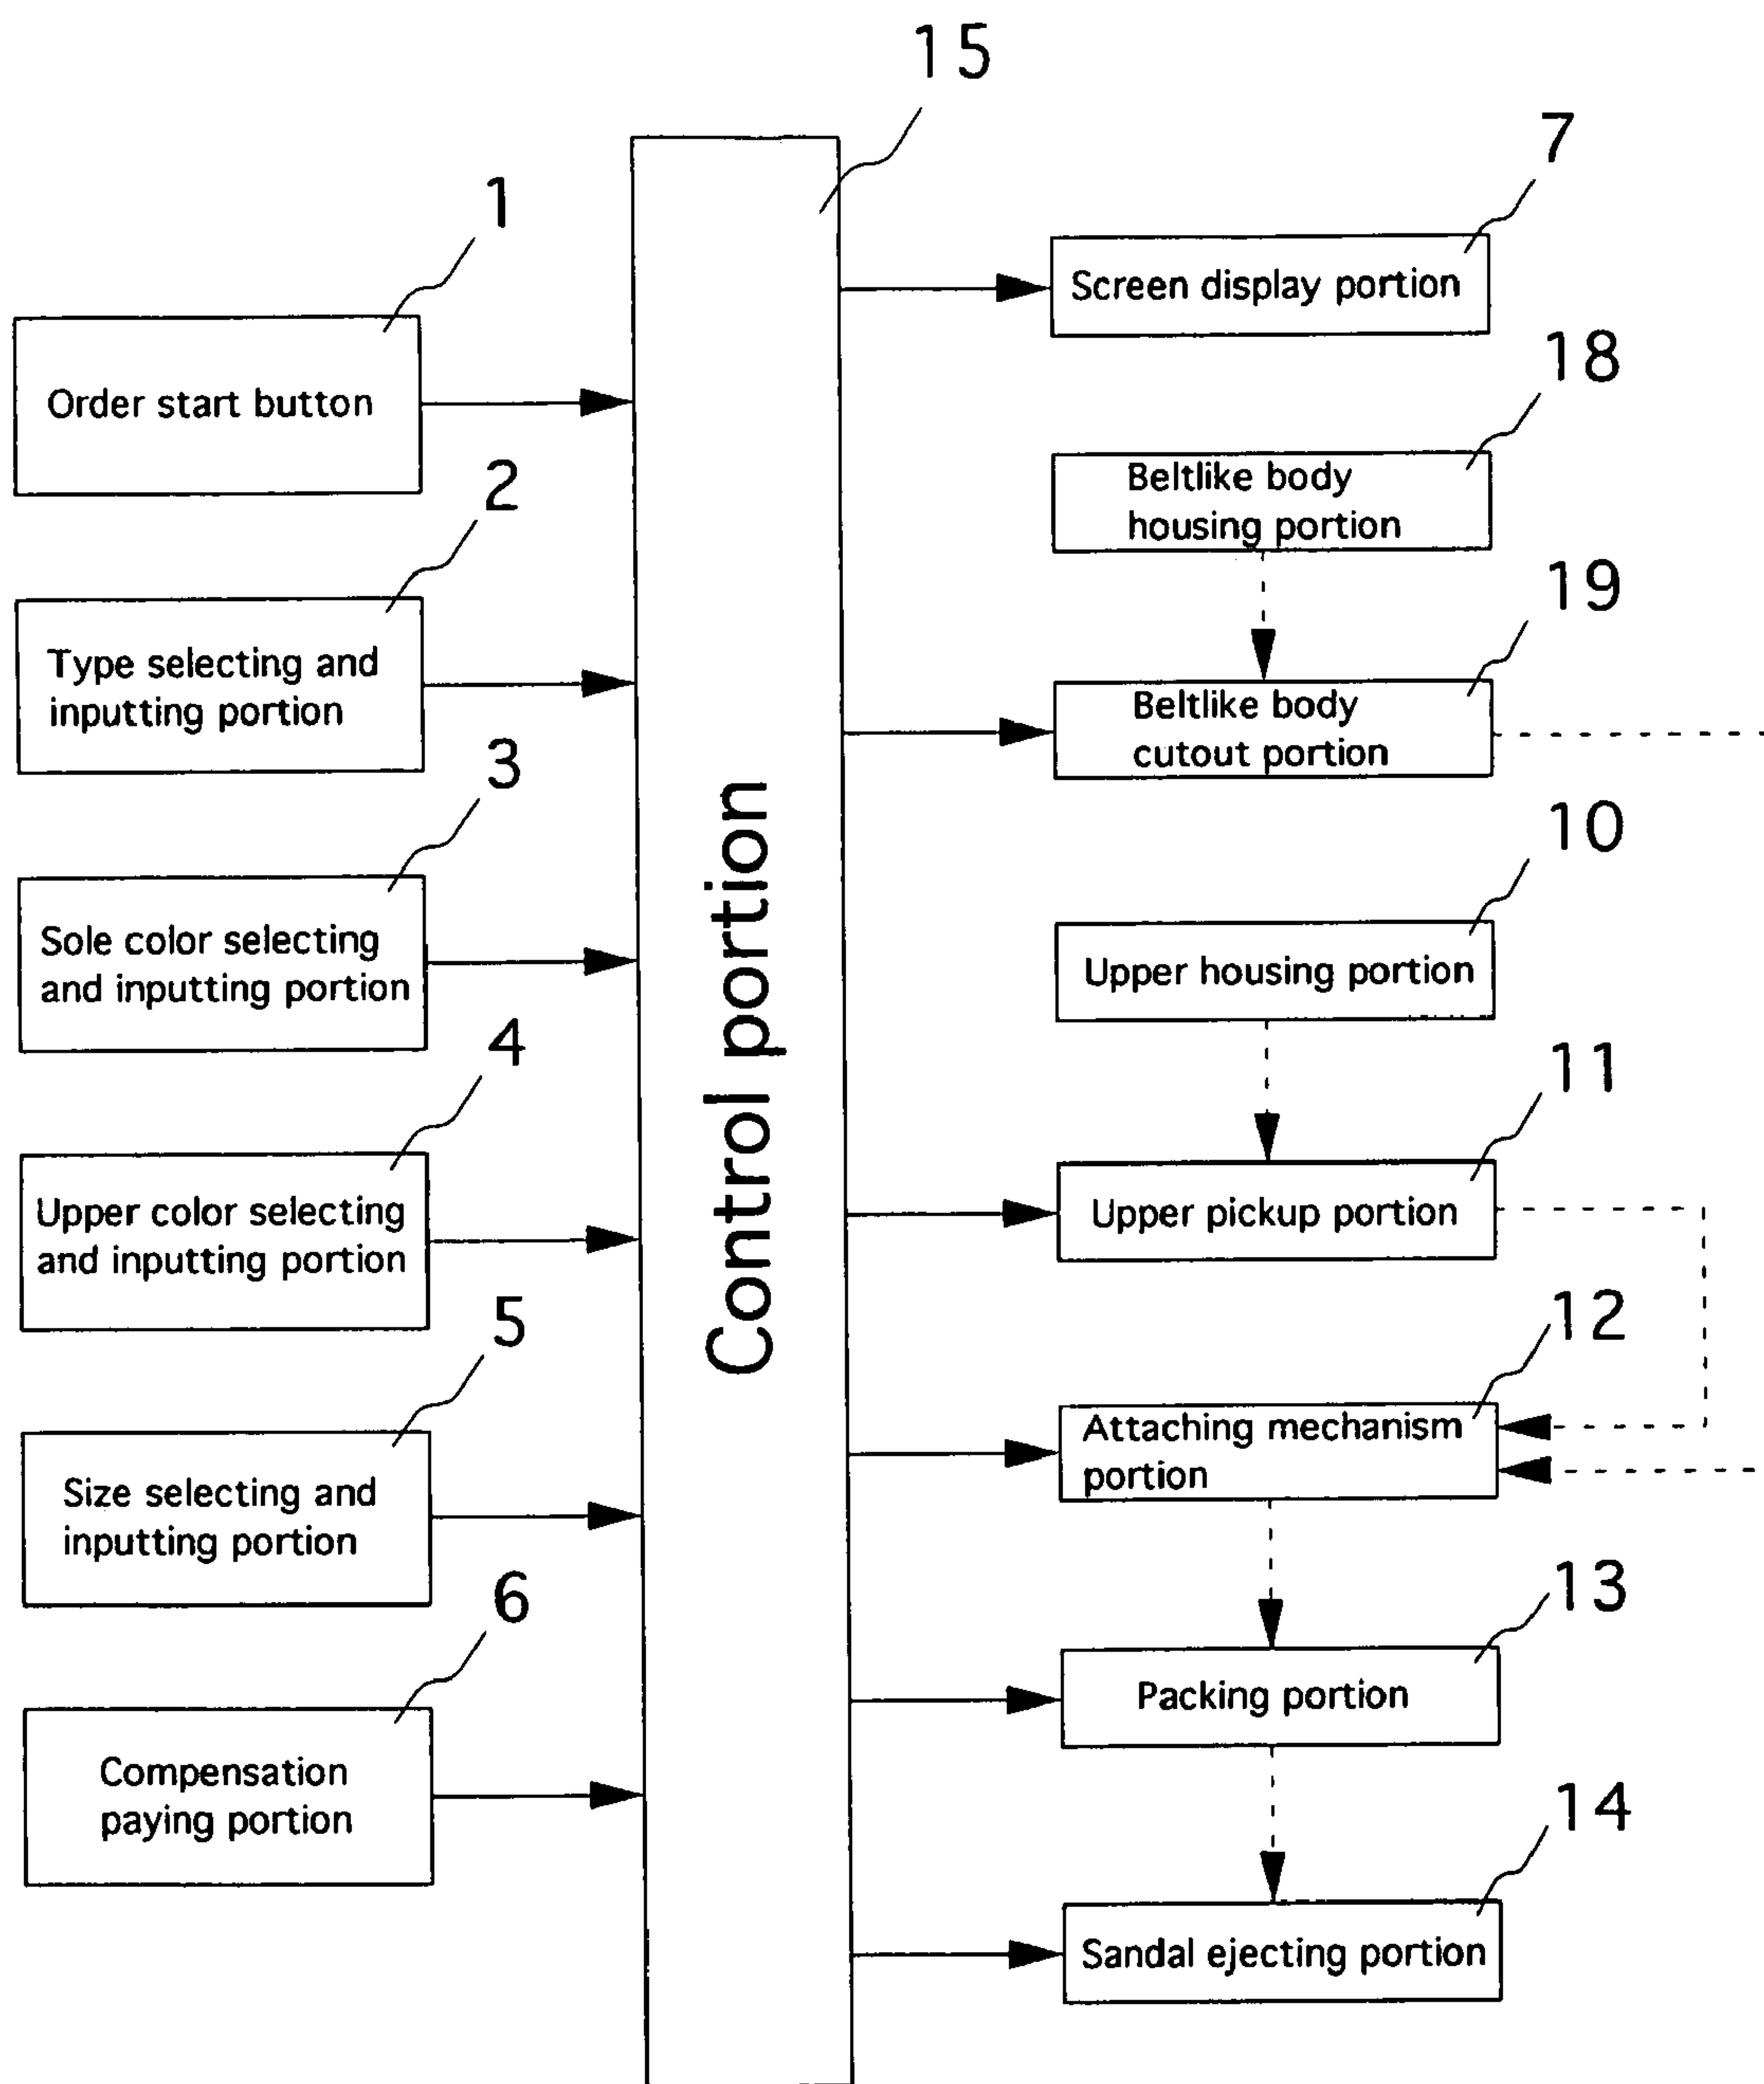 15
7
1
Screen display portion
18
Order start button
Beltlike body
housing portion
2
19
Type selecting and
inputting portion
Beltlike body
cutout portion
3
10
Sole color selecting
and inputting portion
Control portion
Upper housing portion
4
11
Upper color selecting
and inputting portion
Upper pickup portion
5
12
Attaching mechanism
portion
Size selecting and
inputting portion
6
13
Packing portion
Compensation
paying portion
14
Sandal ejecting portion